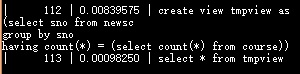 |      112 | 0.00839575 | create view tmpview as
(select sno from newsc
group by sno
having count(*) = (select count(*) from course)) |
|      113 | 0.00098250 | select * from tmpview